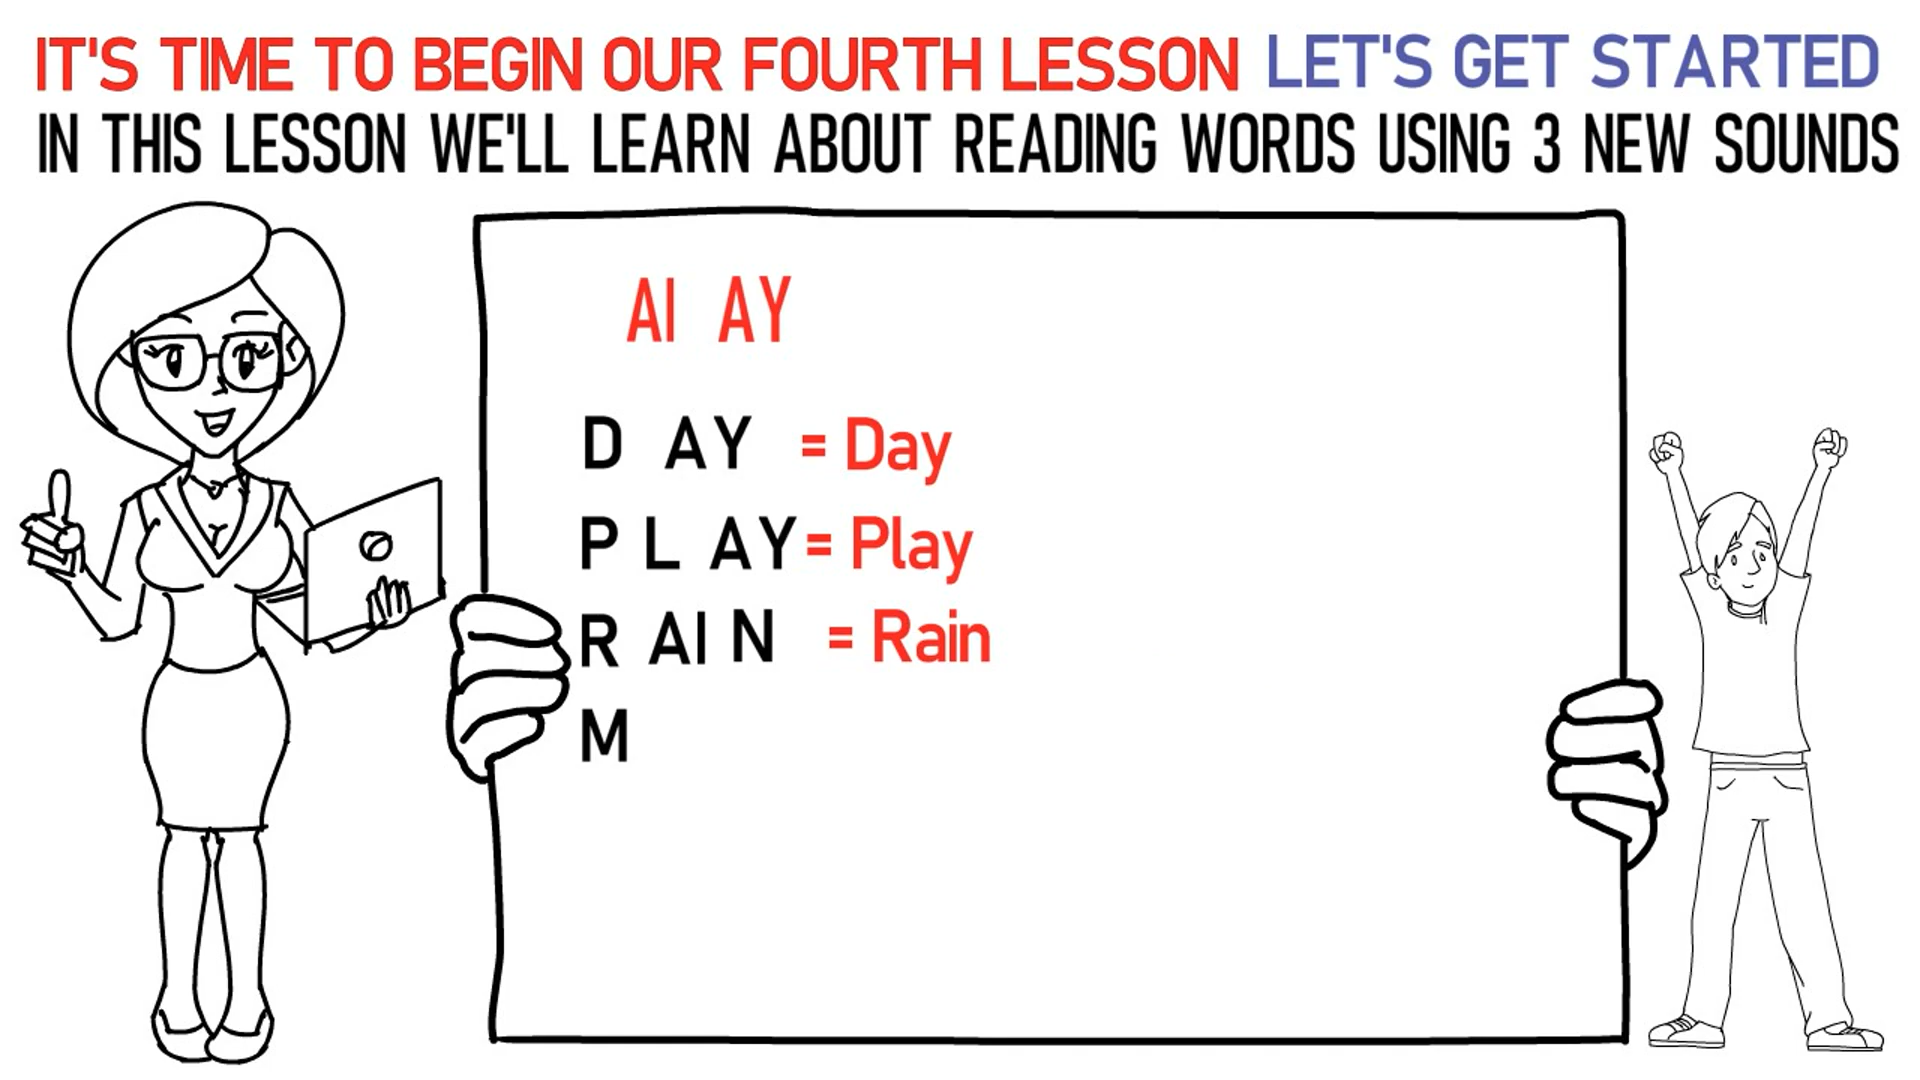 IT'S TIME TO BEGIN OUR FOURTH LESSON LET'S GET STARTED
IN THIS LESSON WE'LL LEARN ABOUT READING WORDS USING 3 NEW SOUNDS
AI AY
D AY = Day
P L AY = Play
R AI N = Rain
M